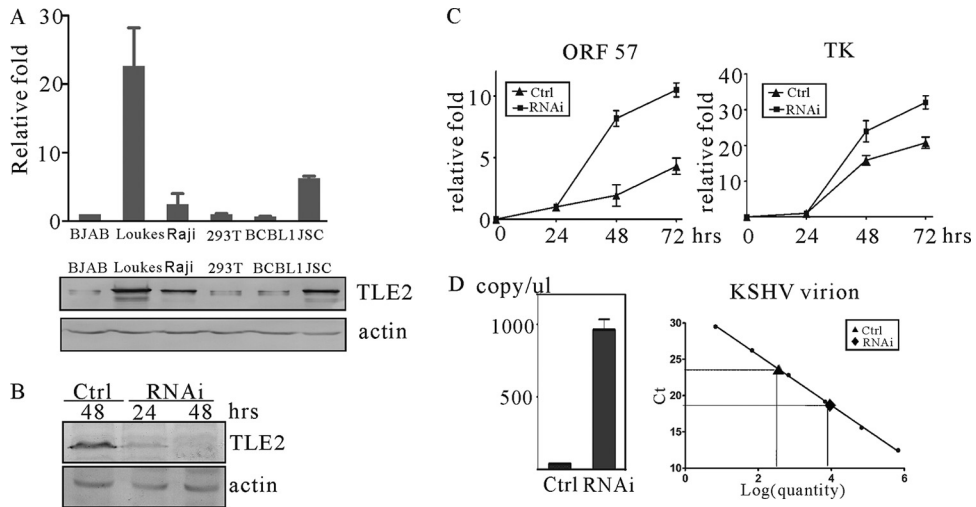 A
Relative fold
30
20
10
0
BJAB Loukes Raji 293T BCBL1 JSC
BJAB Loukes Raji 293T BCBL1 JSC
TLE2
actin
B
Ctrl RNAi
48 24 48 hrs
TLE2
actin
C
ORF 57
relative fold
10
5
0
Ctrl
RNAi
0 24 48 72 hrs
TK
relative fold
40
30
20
10
Ctrl
RNAi
0 24 48 72 hrs
D
copy/ul
1000
500
Ctrl RNAi
KSHV virion
Ct
30
25
20
15
10
Ctrl
RNAi
0 2 4 6
Log(quantity)